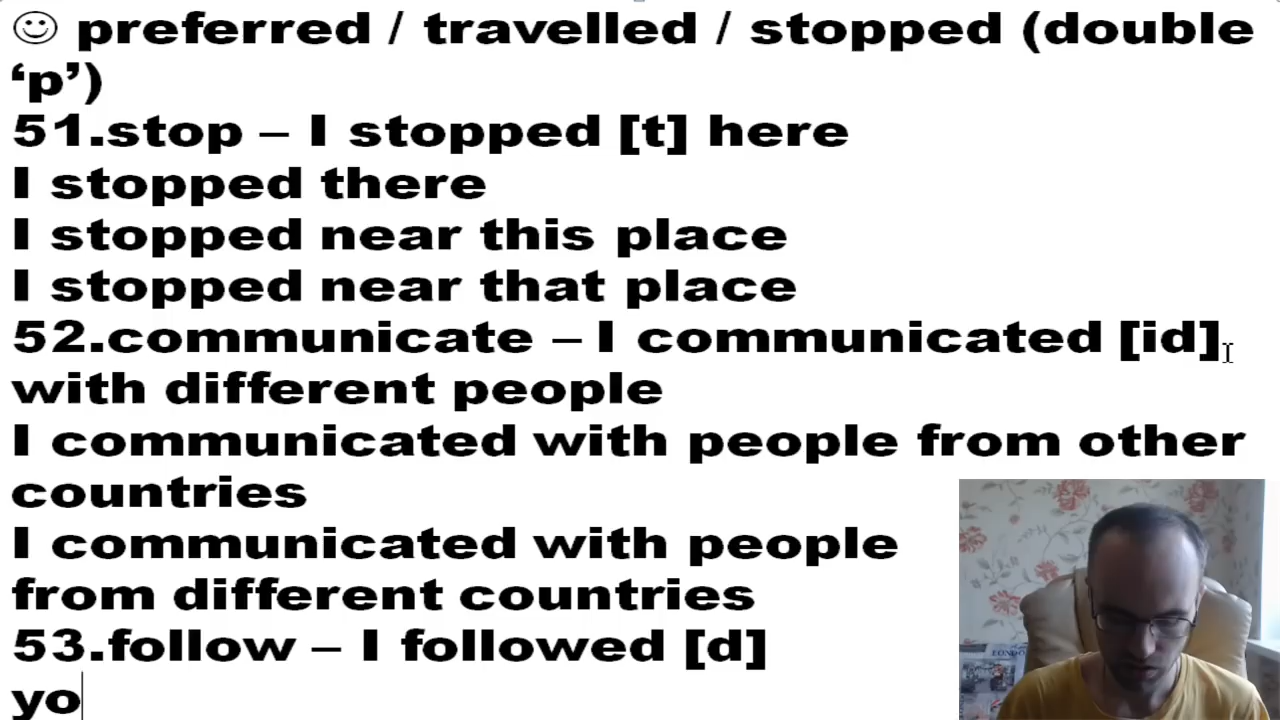 ☺ preferred / travelled / stopped (double
‘p’)
51.stop – I stopped [t] here
I stopped there
I stopped near this place
I stopped near that place
52.communicate – I communicated [id]
with different people
I communicated with people from other
countries
I communicated with people
from different countries
53.follow – I followed [d]
yo
LONDON